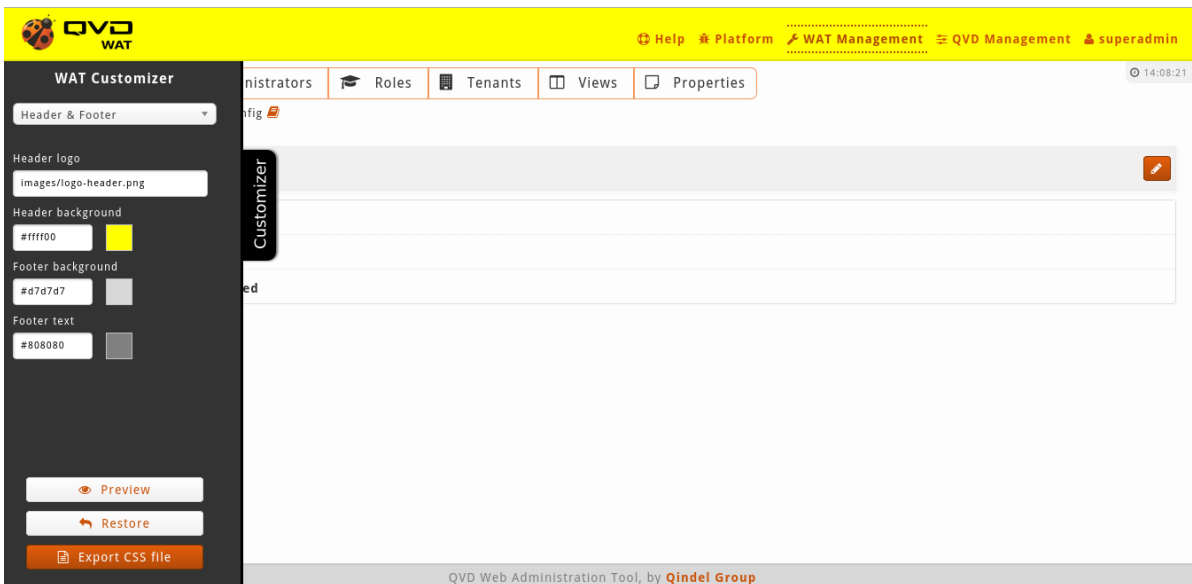 QVD
WAT
Help Platform WAT Management QVD Management superadmin
WAT Customizer
nistrators Roles Tenants Views Properties
14:08:21
Header & Footer
nfig
Header logo
images/logo-header.png
Customizer
Header background
#ffff00
Footer background
#d7d7d7
ed
Footer text
#808080
Preview
Restore
Export CSS file
QVD Web Administration Tool, by Qindel Group